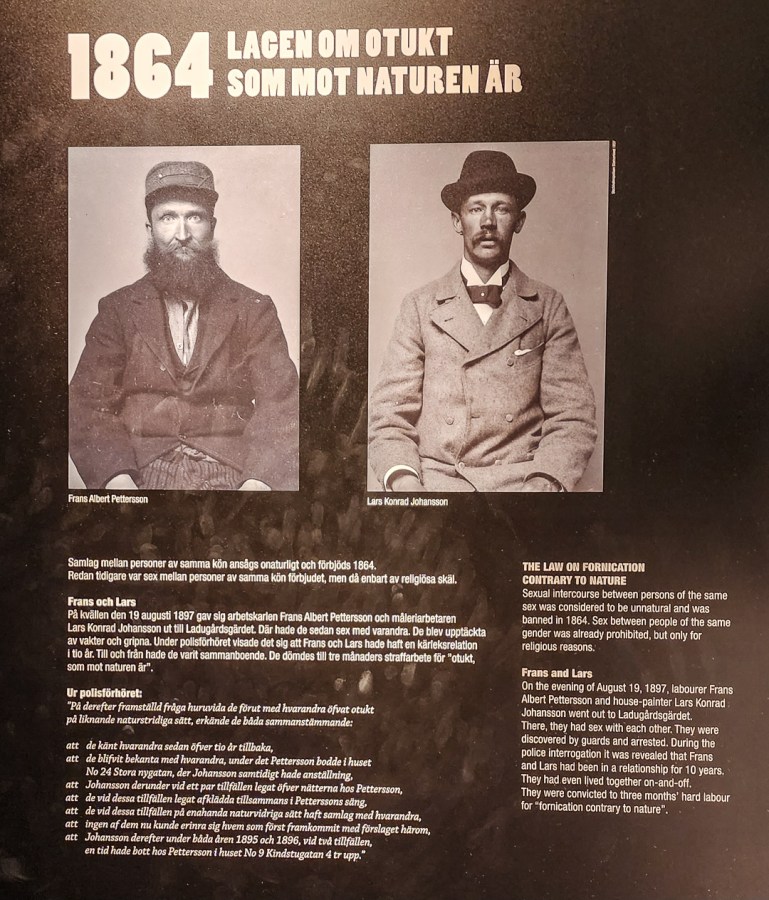 1864 LAGEN OM OTUKT
SOM MOT NATUREN ÄR
Frans Albert Pettersson
Lars Konrad Johansson
Samlag mellan personer av samma kön ansågs onaturligt och förbjöds 1864.
Redan tidigare var sex mellan personer av samma kön förbjudet, men då enbart av religiösa skäl.
Frans och Lars
På kvällen den 19 augusti 1897 gav sig arbetskarlen Frans Albert Pettersson och måleriarbetaren
Lars Konrad Johansson ut till Ladugårdsgärdet. Där hade de sedan sex med varandra. De blev upptäckta
av vakter och gripna. Under polisförhöret visade det sig att Frans och Lars hade haft en kärleksrelation
i tio år. Till och från hade de varit sammanboende. De dömdes till tre månaders straffarbete för "otukt,
som mot naturen är".
Ur polisförhöret:
"På derefter framställd fråga huruvida de förut med hvarandra öfvat otukt
på liknande naturstridiga sätt, erkände de båda sammanstämmande:
att de känt hvarandra sedan öfver tio år tillbaka,
att de blifvit bekanta med hvarandra, under det Pettersson bodde i huset
No 24 Stora nygatan, der Johansson samtidigt hade anställning,
att Johansson derunder vid ett par tillfällen legat öfver nätterna hos Pettersson,
att de vid dessa tillfällen legat afklädda tillsammans i Petterssons säng,
att de vid dessa tillfällen på enahanda naturvidriga sätt haft samlag med hvarandra,
att ingen af dem nu kunde erinra sig hvem som först framkommit med förslaget härom,
att Johansson derefter under båda åren 1895 och 1896, vid två tillfällen,
en tid hade bott hos Pettersson i huset No 9 Kindstugatan 4 tr upp."
THE LAW ON FORNICATION
CONTRARY TO NATURE
Sexual intercourse between persons of the same
sex was considered to be unnatural and was
banned in 1864. Sex between people of the same
gender was already prohibited, but only for
religious reasons.
Frans and Lars
On the evening of August 19, 1897, labourer Frans
Albert Pettersson and house-painter Lars Konrad
Johansson went out to Ladugårdsgärdet.
There, they had sex with each other. They were
discovered by guards and arrested. During the
police interrogation it was revealed that Frans
and Lars had been in a relationship for 10 years.
They had even lived together on-and-off.
They were convicted to three months' hard labour
for "fornication contrary to nature".